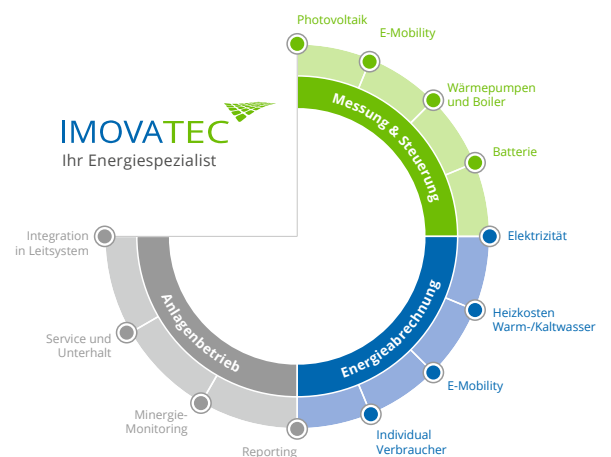 Photovoltaik
E-Mobility
Wärmepumpen
und Boiler
Batterie
Messung & Steuerung
IMOVATEC
Ihr Energiespezialist
Elektrizität
Heizkosten
Warm-/Kaltwasser
E-Mobility
Individual
Verbraucher
Energieabrechnung
Integration
in Leitsystem
Service und
Unterhalt
Minergie-
Monitoring
Reporting
Anlagenbetrieb